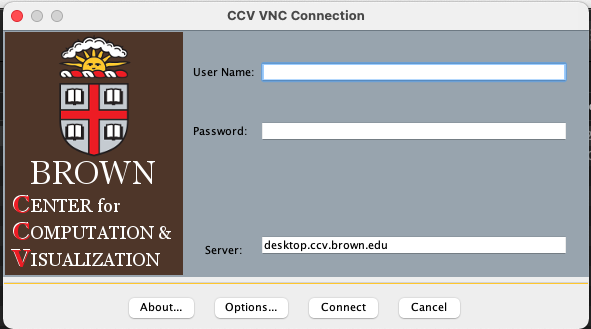 CCV VNC Connection
BROWN
CENTER for
COMPUTATION &
VISUALIZATION
User Name:
Password:
Server:
desktop.ccv.brown.edu
About...
Options...
Connect
Cancel